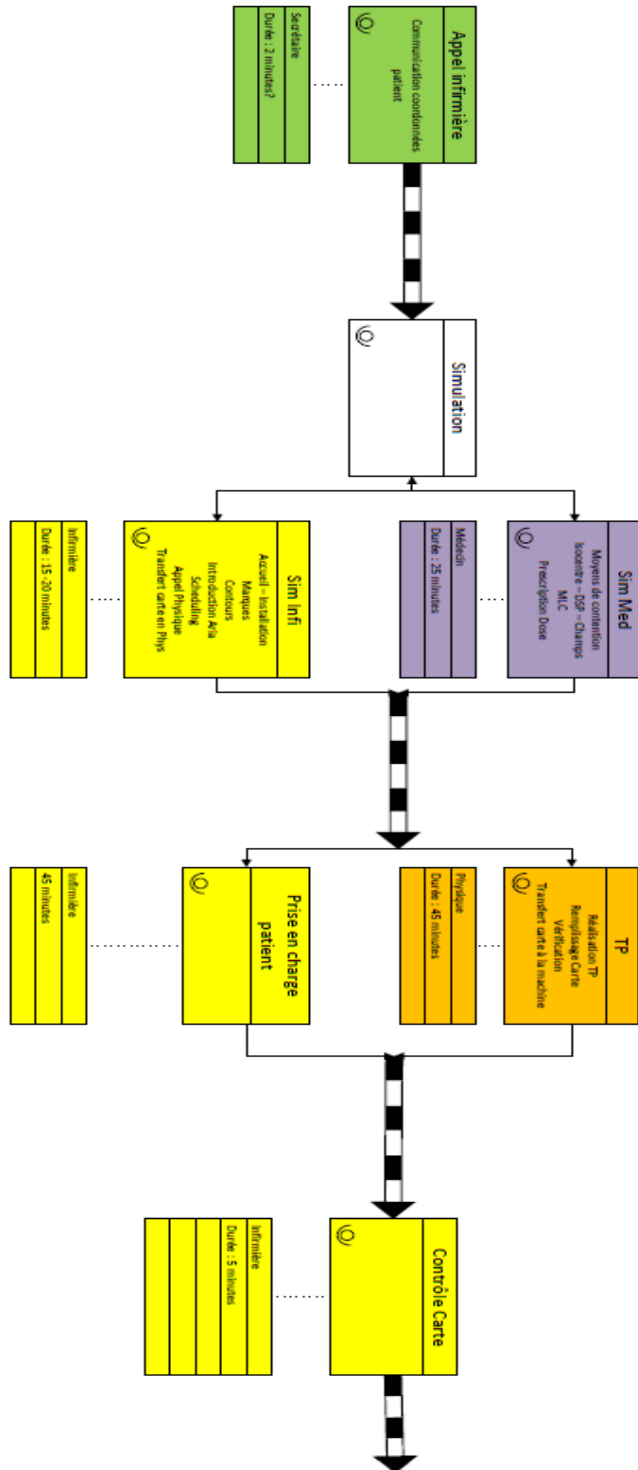 Appel infirmière
Communication coordonnées
patient
Secrétaire
Durée : 2 minutes?
Simulation
Sim Med
Moyens de contention
Isocentre – DSP – Champs
MLC
Prescription Dose
Médecin
Durée : 25 minutes
Sim Infi
Accueil – Installation
Marques
Contours
Introduction Aria
Scheduling
Appel Physique
Transfert carte en Phys
Infirmière
Durée : 15 -20 minutes
TP
Réalisation TP
Remplissage Carte
Vérification
Transfert carte à la machine
Physique
Durée : 45 minutes
Prise en charge
patient
Infirmière
45 minutes
Contrôle Carte
Infirmière
Durée : 5 minutes